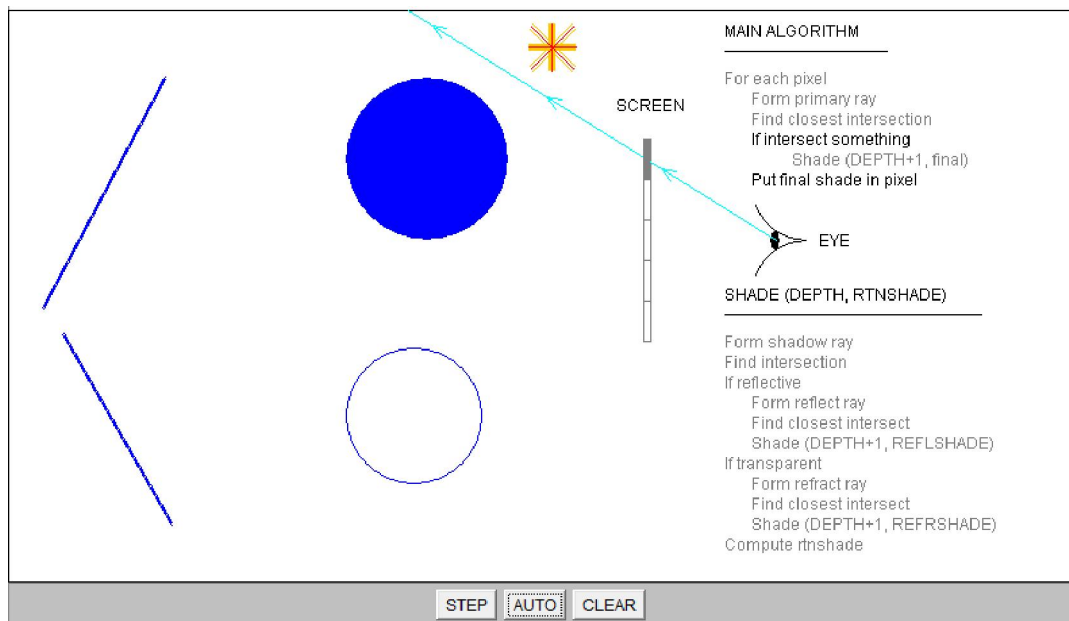 MAIN ALGORITHM
For each pixel
Form primary ray
Find closest intersection
If intersect something
Shade (DEPTH+1, final)
Put final shade in pixel
SCREEN
EYE
SHADE (DEPTH, RTNSHADE)
Form shadow ray
Find intersection
If reflective
Form reflect ray
Find closest intersect
Shade (DEPTH+1, REFLSHADE)
If transparent
Form refract ray
Find closest intersect
Shade (DEPTH+1, REFRSHADE)
Compute rtnshade
STEP AUTO CLEAR